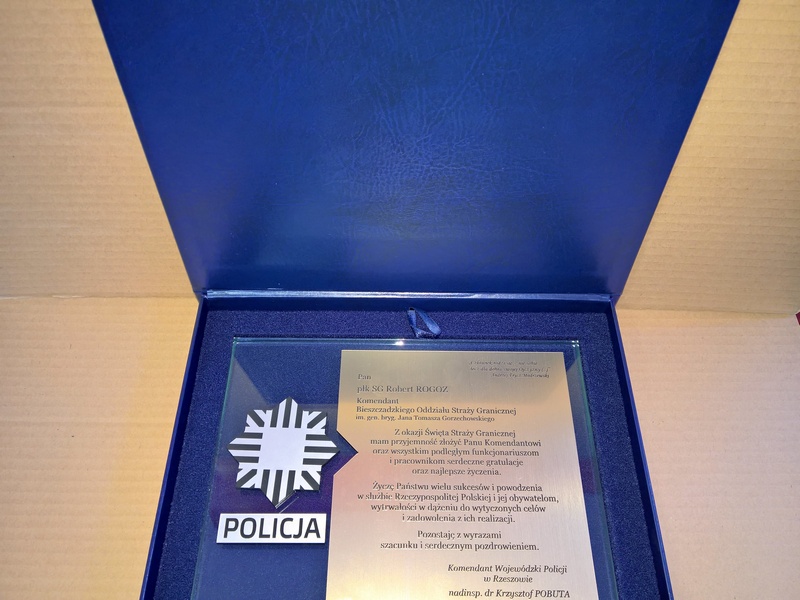 Pan
płk SG Robert ROGOZ
Komendant
Bieszczadzkiego Oddziału Straży Granicznej
im. gen. bryg. Jana Tomasza Gorzechowskiego
Z okazji Święta Straży Granicznej
mam przyjemność złożyć Panu Komendantowi
oraz wszystkim podległym funkcjonariuszom
i pracownikom serdeczne gratulacje
oraz najlepsze życzenia.
Życzę Państwu wielu sukcesów i powodzenia
w służbie Rzeczypospolitej Polskiej i jej obywatelom,
wytrwałości w dążeniu do wytyczonych celów
i zadowolenia z ich realizacji.
Pozostaję z wyrazami
szacunku i serdecznym pozdrowieniem.
Komendant Wojewódzki Policji
w Rzeszowie
nadinsp. dr Krzysztof POBUTA
POLICJA